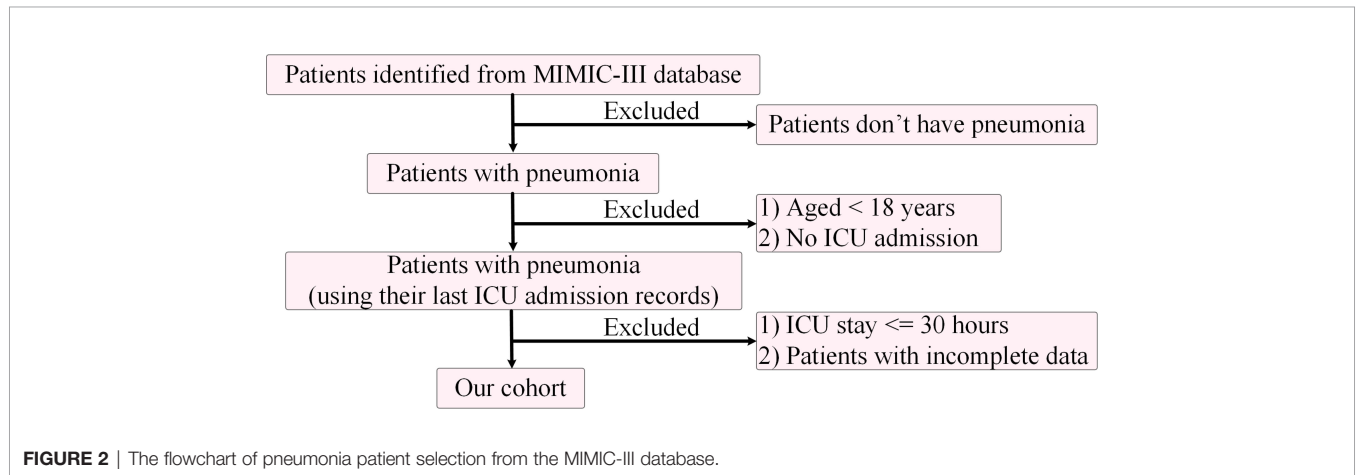 Patients identified from MIMIC-III database
Excluded
Patients don't have pneumonia
Patients with pneumonia
Excluded
1) Aged < 18 years
2) No ICU admission
Patients with pneumonia
(using their last ICU admission records)
Excluded
1) ICU stay <= 30 hours
2) Patients with incomplete data
Our cohort
FIGURE 2 | The flowchart of pneumonia patient selection from the MIMIC-III database.